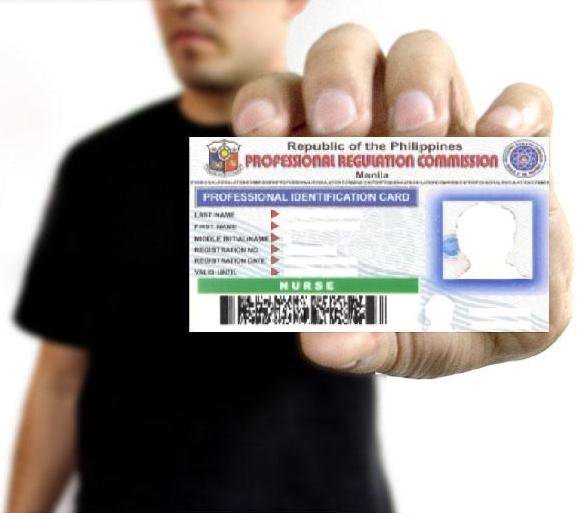 Republic of the Philippines
PROFESSIONAL REGULATION COMMISSION
Manila
PROFESSIONAL IDENTIFICATION CARD
LAST NAME
FIRST NAME
MIDDLE INITIAL/NAME
REGISTRATION NO.
REGISTRATION DATE
VALID UNTIL
NURSE